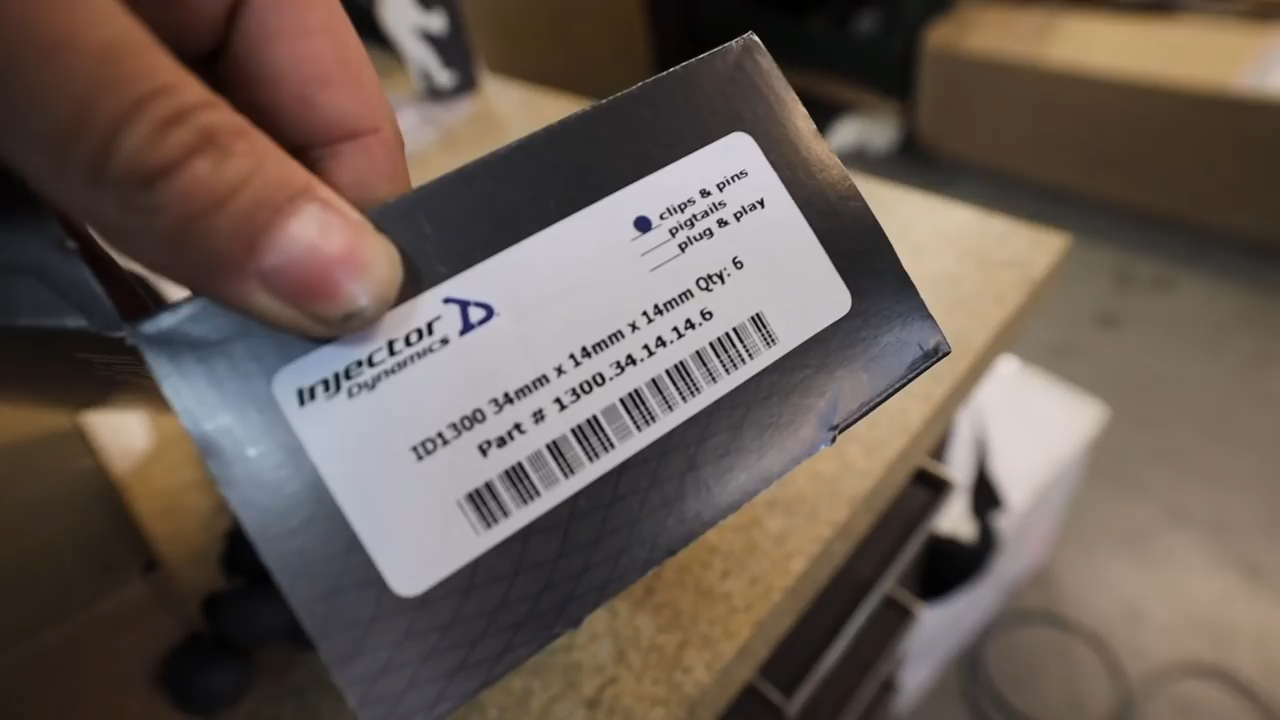 clips & pins
pigtails
plug & play
Injector
Dynamics
ID1300 34mm x 14mm x 14mm Qty: 6
Part # 1300.34.14.14.6